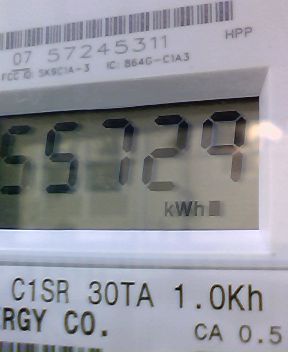 07 57245311
HPP
FCC ID: SK9C1A-3 IC: 864G-C1A3
55729
kWh
C1SR 30TA 1.0Kh
RGY CO.
CA 0.5